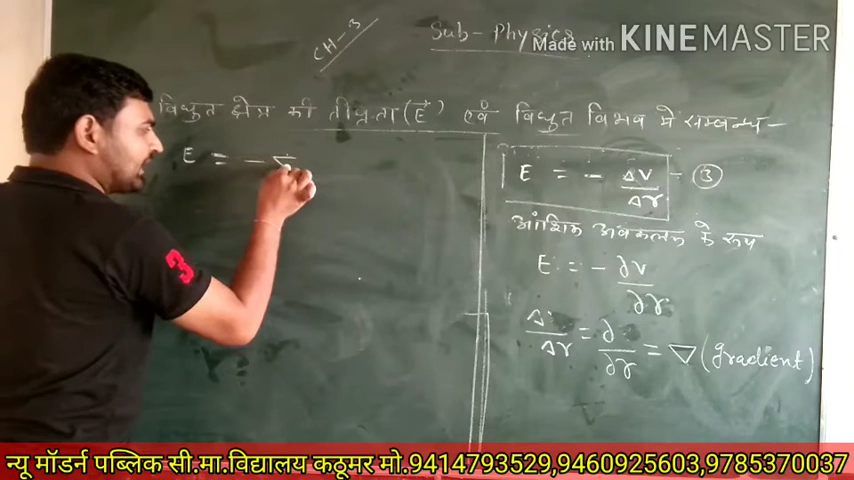 CH-3
Sub- Physics
Made with KINEMASTER
विधुत क्षेत्र की तीव्रता (E⃗) एवं विधुत विभव मे सम्बन्ध -
E = - ∇
E = - ΔV/Δr - ③
आंशिक अवकलन के रूप
E = - ∂V/∂r
Δ/Δr = ∂/∂r = ∇ (gradient)
3
न्यू मॉडर्न पब्लिक सी.मा.विद्यालय कठूमर मो.9414793529,9460925603,9785370037